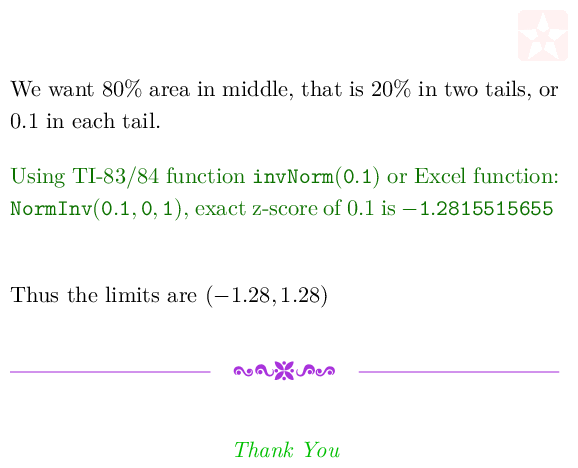 We want 80% area in middle, that is 20% in two tails, or
0.1 in each tail.
Using TI-83/84 function invNorm(0.1) or Excel function:
NormInv(0.1, 0, 1), exact z-score of 0.1 is −1.2815515655
Thus the limits are (−1.28, 1.28)
Thank You